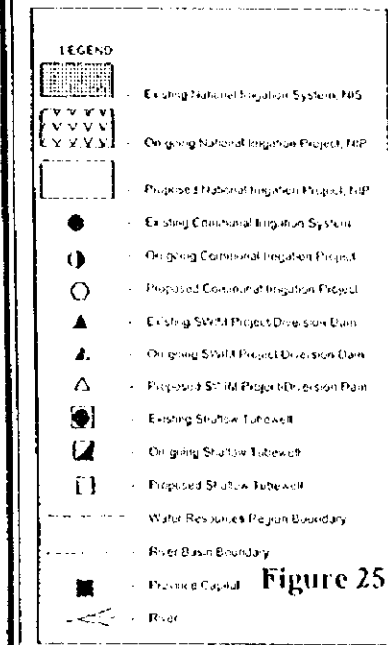 LEGEND
- Existing National Irrigation System, NIS
- On-going National Irrigation Project, NIP
- Proposed National Irrigation Project, NIP
- Existing Communal Irrigation System
- On-going Communal Irrigation Project
- Proposed Communal Irrigation Project
- Existing SWIM Project Diversion Dam
- On-going SWIM Project Diversion Dam
- Proposed SWIM Project Diversion Dam
- Existing Shallow Tubewell
- On-going Shallow Tubewell
- Proposed Shallow Tubewell
- Water Resources Region Boundary
- River Basin Boundary
- Province Capital
Figure 25
- River